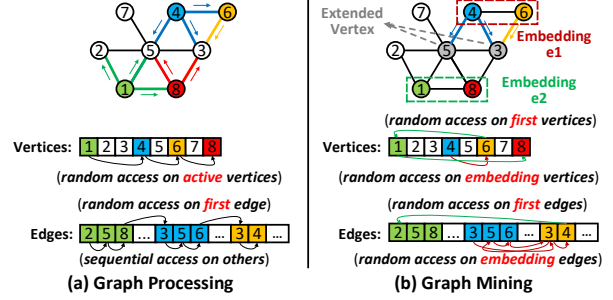 7 4 6
2 5 3
1 8
Vertices: 1 2 3 4 5 6 7 8
(random access on active vertices)
(random access on first edge)
Edges: 2 5 8 ... 3 5 6 ... 3 4 ...
(sequential access on others)
(a) Graph Processing
Extended
Vertex
7 4 6
Embedding
e1
2 5 3
Embedding
e2
1 8
(random access on first vertices)
Vertices: 1 2 3 4 5 6 7 8
(random access on embedding vertices)
(random access on first edges)
Edges: 2 5 8 ... 3 5 6 ... 3 4 ...
(random access on embedding edges)
(b) Graph Mining